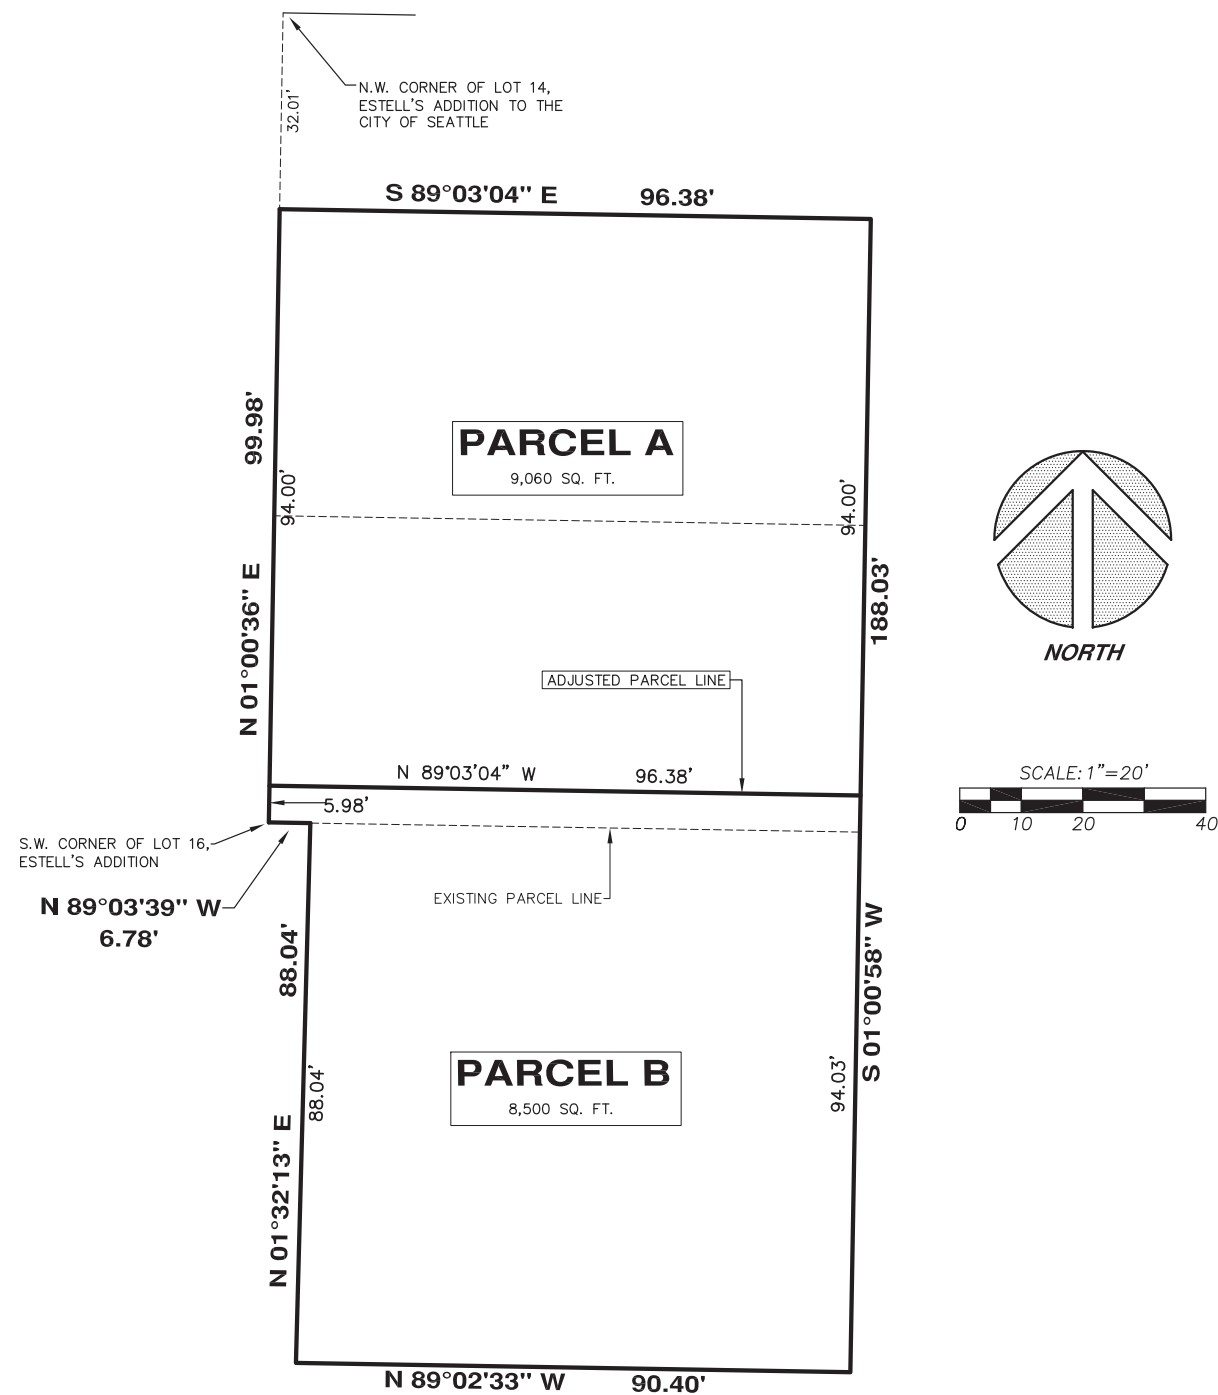 32.01'
N.W. CORNER OF LOT 14,
ESTELL'S ADDITION TO THE
CITY OF SEATTLE
S 89°03'04" E 96.38'
99.98'
N 01°00'36" E
94.00'
PARCEL A
9,060 SQ. FT.
94.00'
188.03'
S 01°00'58" W
NORTH
ADJUSTED PARCEL LINE
N 89°03'04" W 96.38'
SCALE: 1"=20'
0 10 20 40
5.98'
S.W. CORNER OF LOT 16,
ESTELL'S ADDITION
N 89°03'39" W
6.78'
EXISTING PARCEL LINE
88.04'
N 01°32'13" E
88.04'
PARCEL B
8,500 SQ. FT.
94.03'
N 89°02'33" W 90.40'